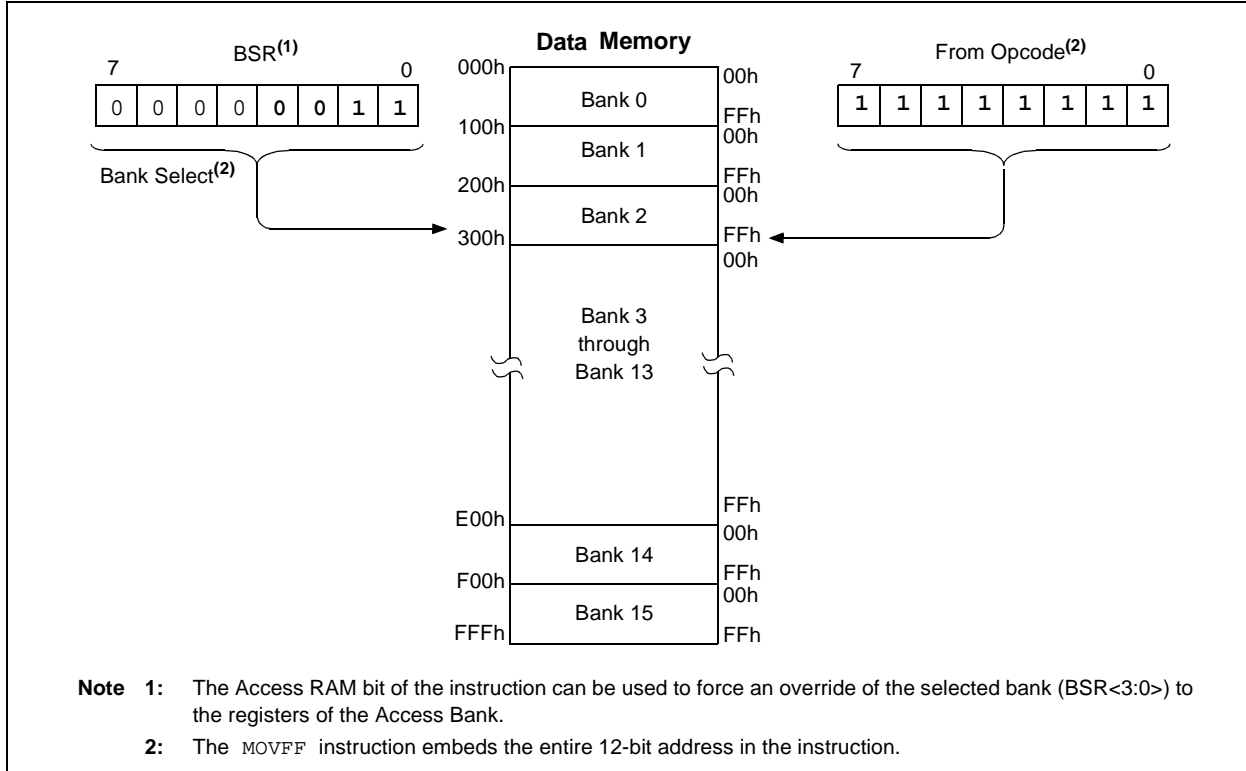 Data Memory
BSR(1)
From Opcode(2)
7 0
7 0
0 0 0 0 0 0 1 1
1 1 1 1 1 1 1 1
Bank Select(2)
000h
00h
Bank 0
FFh
100h
00h
Bank 1
FFh
200h
00h
Bank 2
FFh
300h
00h
Bank 3
through
Bank 13
FFh
E00h
00h
Bank 14
FFh
F00h
00h
Bank 15
FFFh
FFh
Note 1: The Access RAM bit of the instruction can be used to force an override of the selected bank (BSR<3:0>) to
the registers of the Access Bank.
2: The MOVFF instruction embeds the entire 12-bit address in the instruction.